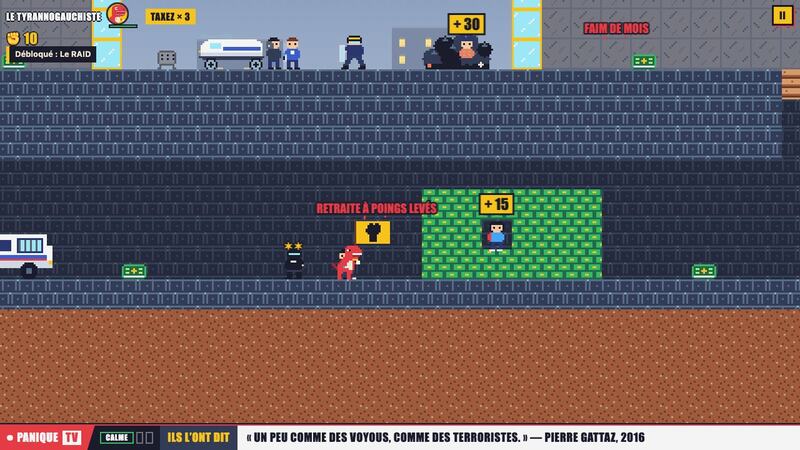 LE TYRANNOGAUCHISTE
TAXEZ × 3
10
Débloqué : Le RAID
+ 30
FAIM DE MOIS
RETRAITE À POINGS LEVÉS
+ 15
PANIQUE TV
CALME
ILS L'ONT DIT
« UN PEU COMME DES VOYOUS, COMME DES TERRORISTES. » — PIERRE GATTAZ, 2016